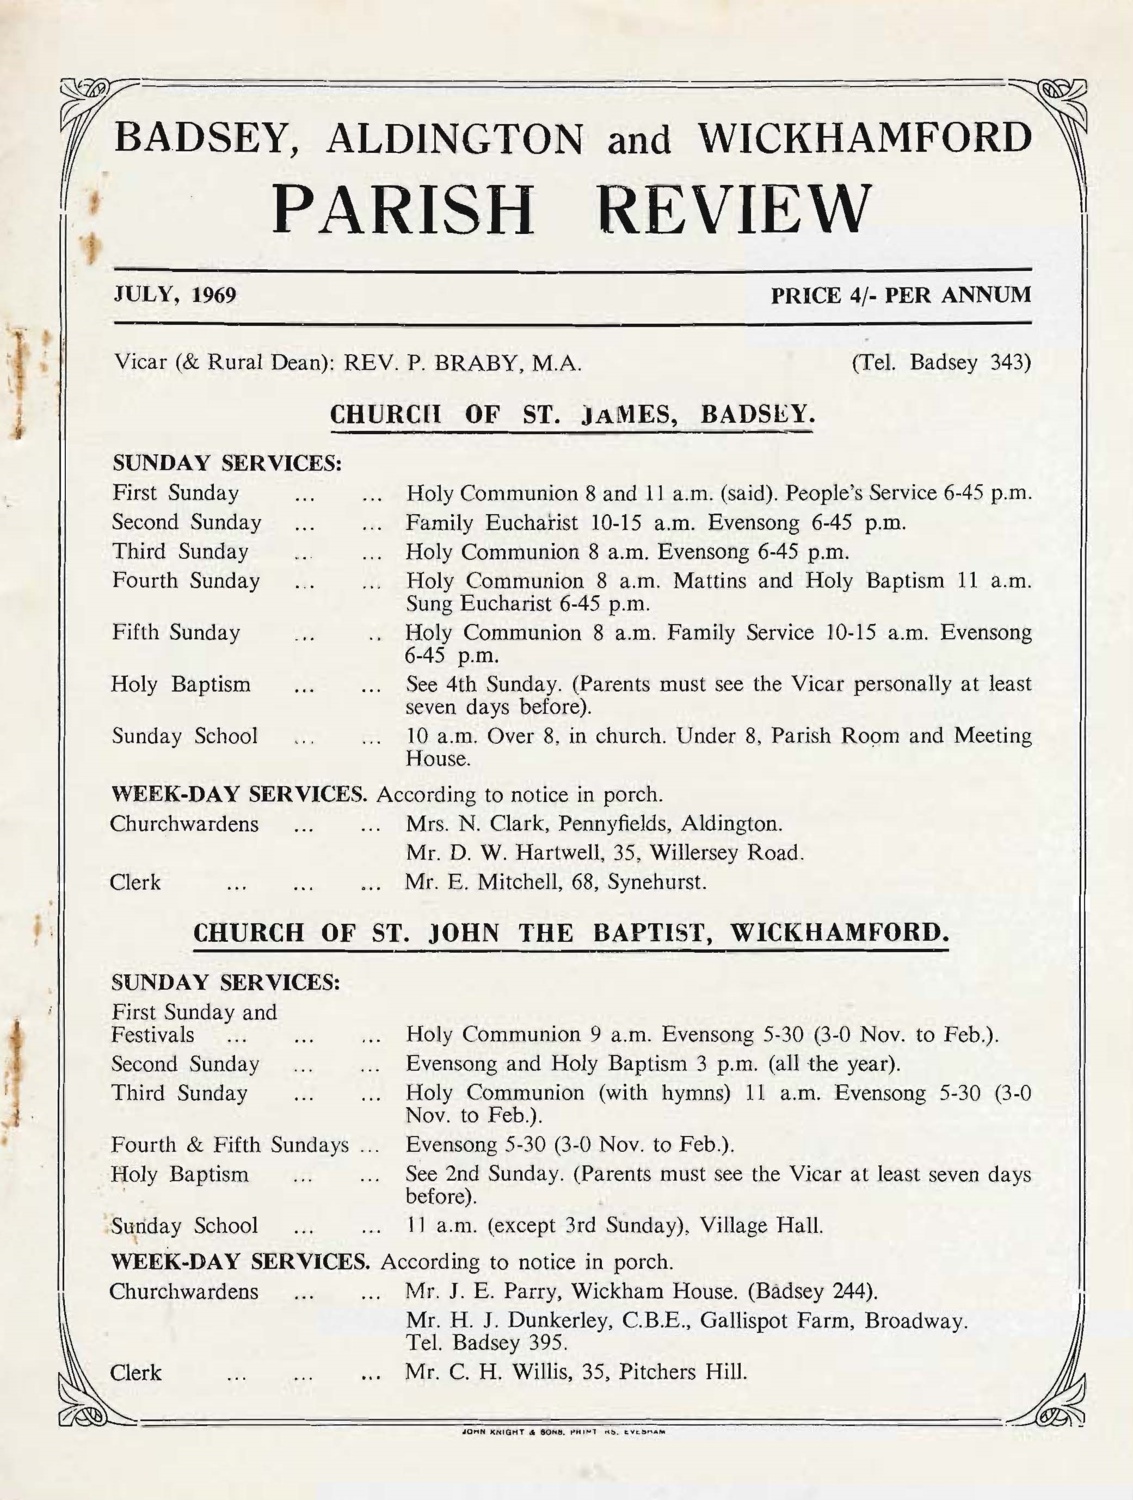 BADSEY, ALDINGTON and WICKHAMFORD
PARISH REVIEW
JULY, 1969 PRICE 4/- PER ANNUM
Vicar (& Rural Dean): REV. P. BRABY, M.A. (Tel. Badsey 343)
CHURCH OF ST. JAMES, BADSEY.
SUNDAY SERVICES:
First Sunday ... ... Holy Communion 8 and 11 a.m. (said). People's Service 6-45 p.m.
Second Sunday ... ... Family Eucharist 10-15 a.m. Evensong 6-45 p.m.
Third Sunday ... ... Holy Communion 8 a.m. Evensong 6-45 p.m.
Fourth Sunday ... ... Holy Communion 8 a.m. Mattins and Holy Baptism 11 a.m.
Sung Eucharist 6-45 p.m.
Fifth Sunday ... .. Holy Communion 8 a.m. Family Service 10-15 a.m. Evensong
6-45 p.m.
Holy Baptism ... ... See 4th Sunday. (Parents must see the Vicar personally at least
seven days before).
Sunday School ... ... 10 a.m. Over 8, in church. Under 8, Parish Room and Meeting
House.
WEEK-DAY SERVICES. According to notice in porch.
Churchwardens ... ... Mrs. N. Clark, Pennyfields, Aldington.
Mr. D. W. Hartwell, 35, Willersey Road.
Clerk ... ... ... Mr. E. Mitchell, 68, Synehurst.
CHURCH OF ST. JOHN THE BAPTIST, WICKHAMFORD.
SUNDAY SERVICES:
First Sunday and
Festivals ... ... ... Holy Communion 9 a.m. Evensong 5-30 (3-0 Nov. to Feb.).
Second Sunday ... ... Evensong and Holy Baptism 3 p.m. (all the year).
Third Sunday ... ... Holy Communion (with hymns) 11 a.m. Evensong 5-30 (3-0
Nov. to Feb.).
Fourth & Fifth Sundays ... Evensong 5-30 (3-0 Nov. to Feb.).
Holy Baptism ... ... See 2nd Sunday. (Parents must see the Vicar at least seven days
before).
Sunday School ... ... 11 a.m. (except 3rd Sunday), Village Hall.
WEEK-DAY SERVICES. According to notice in porch.
Churchwardens ... ... Mr. J. E. Parry, Wickham House. (Badsey 244).
Mr. H. J. Dunkerley, C.B.E., Gallispot Farm, Broadway.
Tel. Badsey 395.
Clerk ... ... ... Mr. C. H. Willis, 35, Pitchers Hill.
JOHN KNIGHT & SONS, EVESHAM